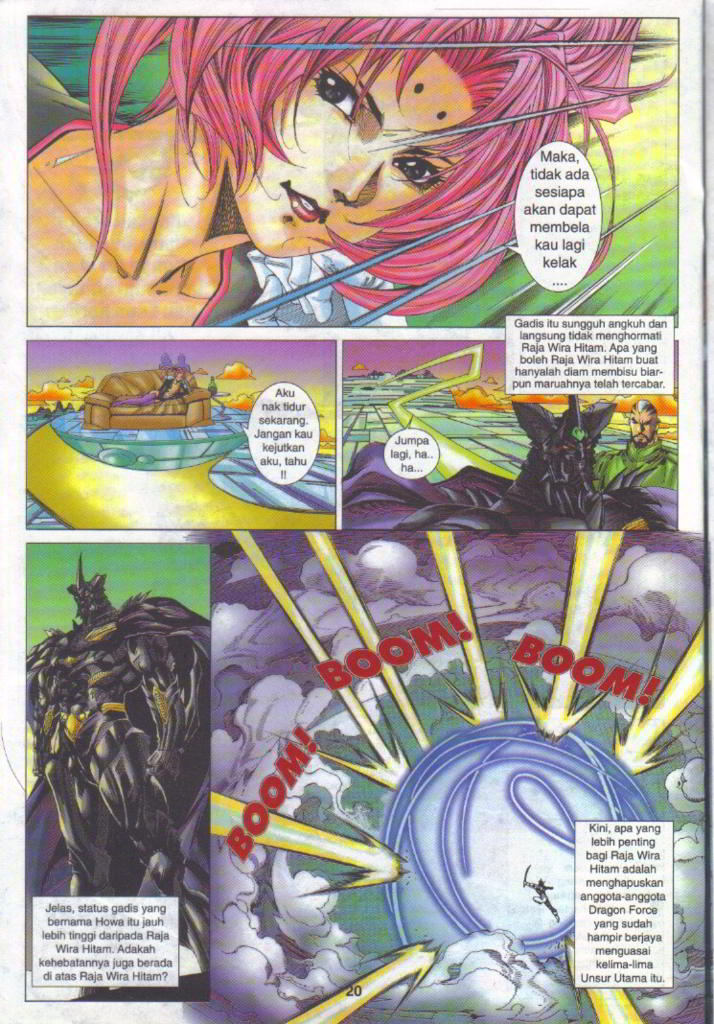 Maka,
tidak ada
sesiapa
akan dapat
membela
kau lagi
kelak
....
Gadis itu sungguh angkuh dan
langsung tidak menghormati
Raja Wira Hitam. Apa yang
boleh Raja Wira Hitam buat
hanyalah diam membisu biar-
pun maruahnya telah tercabar.
Aku
nak tidur
sekarang.
Jangan kau
kejutkan
aku, tahu
!!
Jumpa
lagi, ha..
ha...
BOOM!
BOOM!
BOOM!
Jelas, status gadis yang
bernama Howa itu jauh
lebih tinggi daripada Raja
Wira Hitam. Adakah
kehebatannya juga berada
di atas Raja Wira Hitam?
Kini, apa yang
lebih penting
bagi Raja Wira
Hitam adalah
menghapuskan
anggota-anggota
Dragon Force
yang sudah
hampir berjaya
menguasai
kelima-lima
Unsur Utama itu.
20